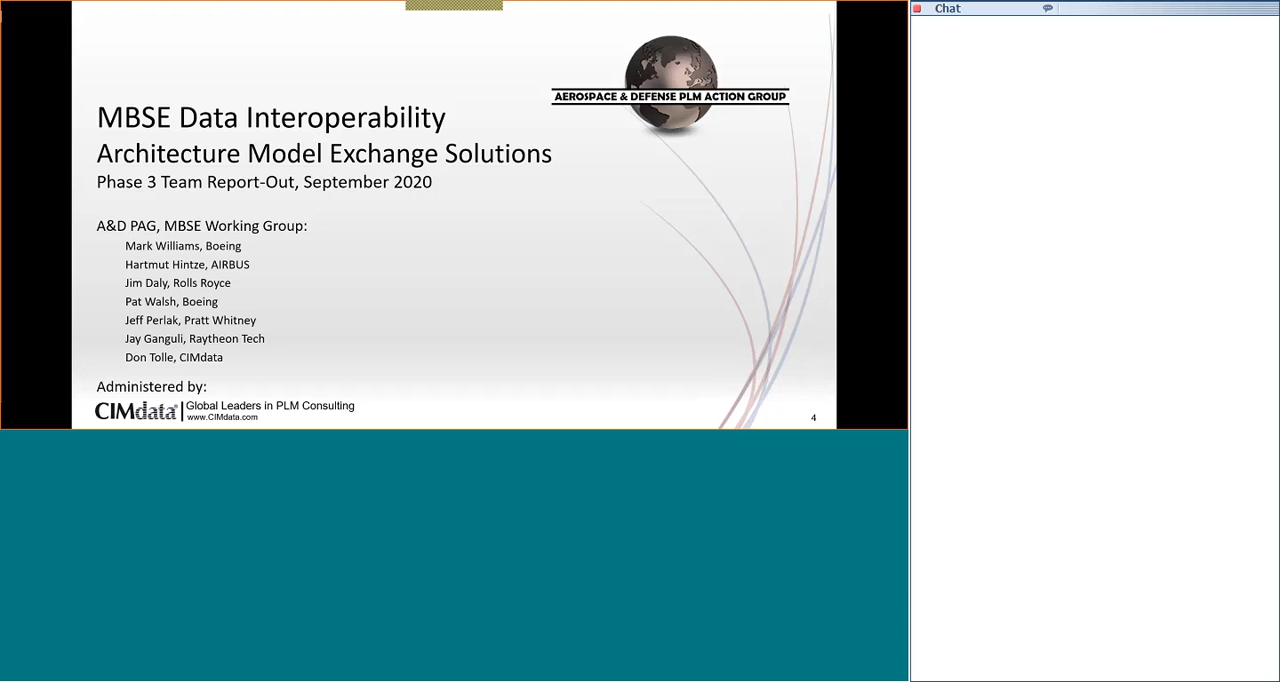 Chat
AEROSPACE & DEFENSE PLM ACTION GROUP
MBSE Data Interoperability
Architecture Model Exchange Solutions
Phase 3 Team Report-Out, September 2020
A&D PAG, MBSE Working Group:
Mark Williams, Boeing
Hartmut Hintze, AIRBUS
Jim Daly, Rolls Royce
Pat Walsh, Boeing
Jeff Perlak, Pratt Whitney
Jay Ganguli, Raytheon Tech
Don Tolle, CIMdata
Administered by:
CIMdata® | Global Leaders in PLM Consulting
www.CIMdata.com
4